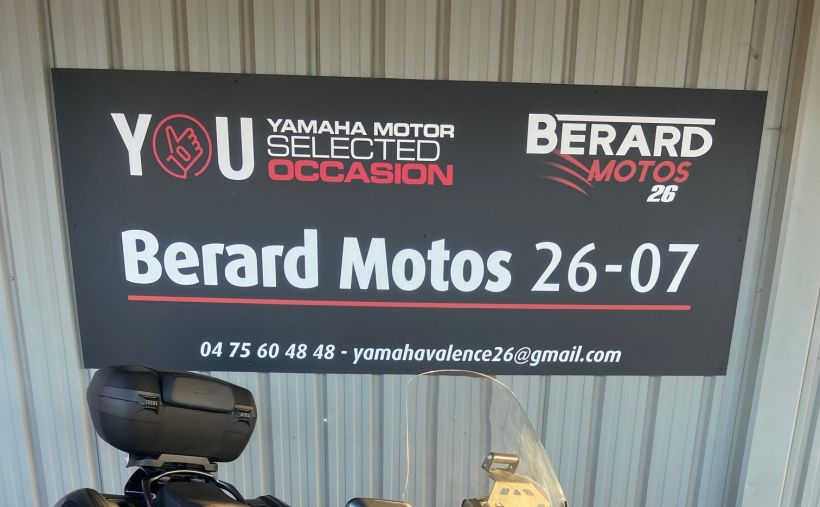 YOU
10
YAMAHA MOTOR
SELECTED
OCCASION
BERARD
MOTOS
26
Berard Motos 26-07
04 75 60 48 48 - yamahavalence26@gmail.com